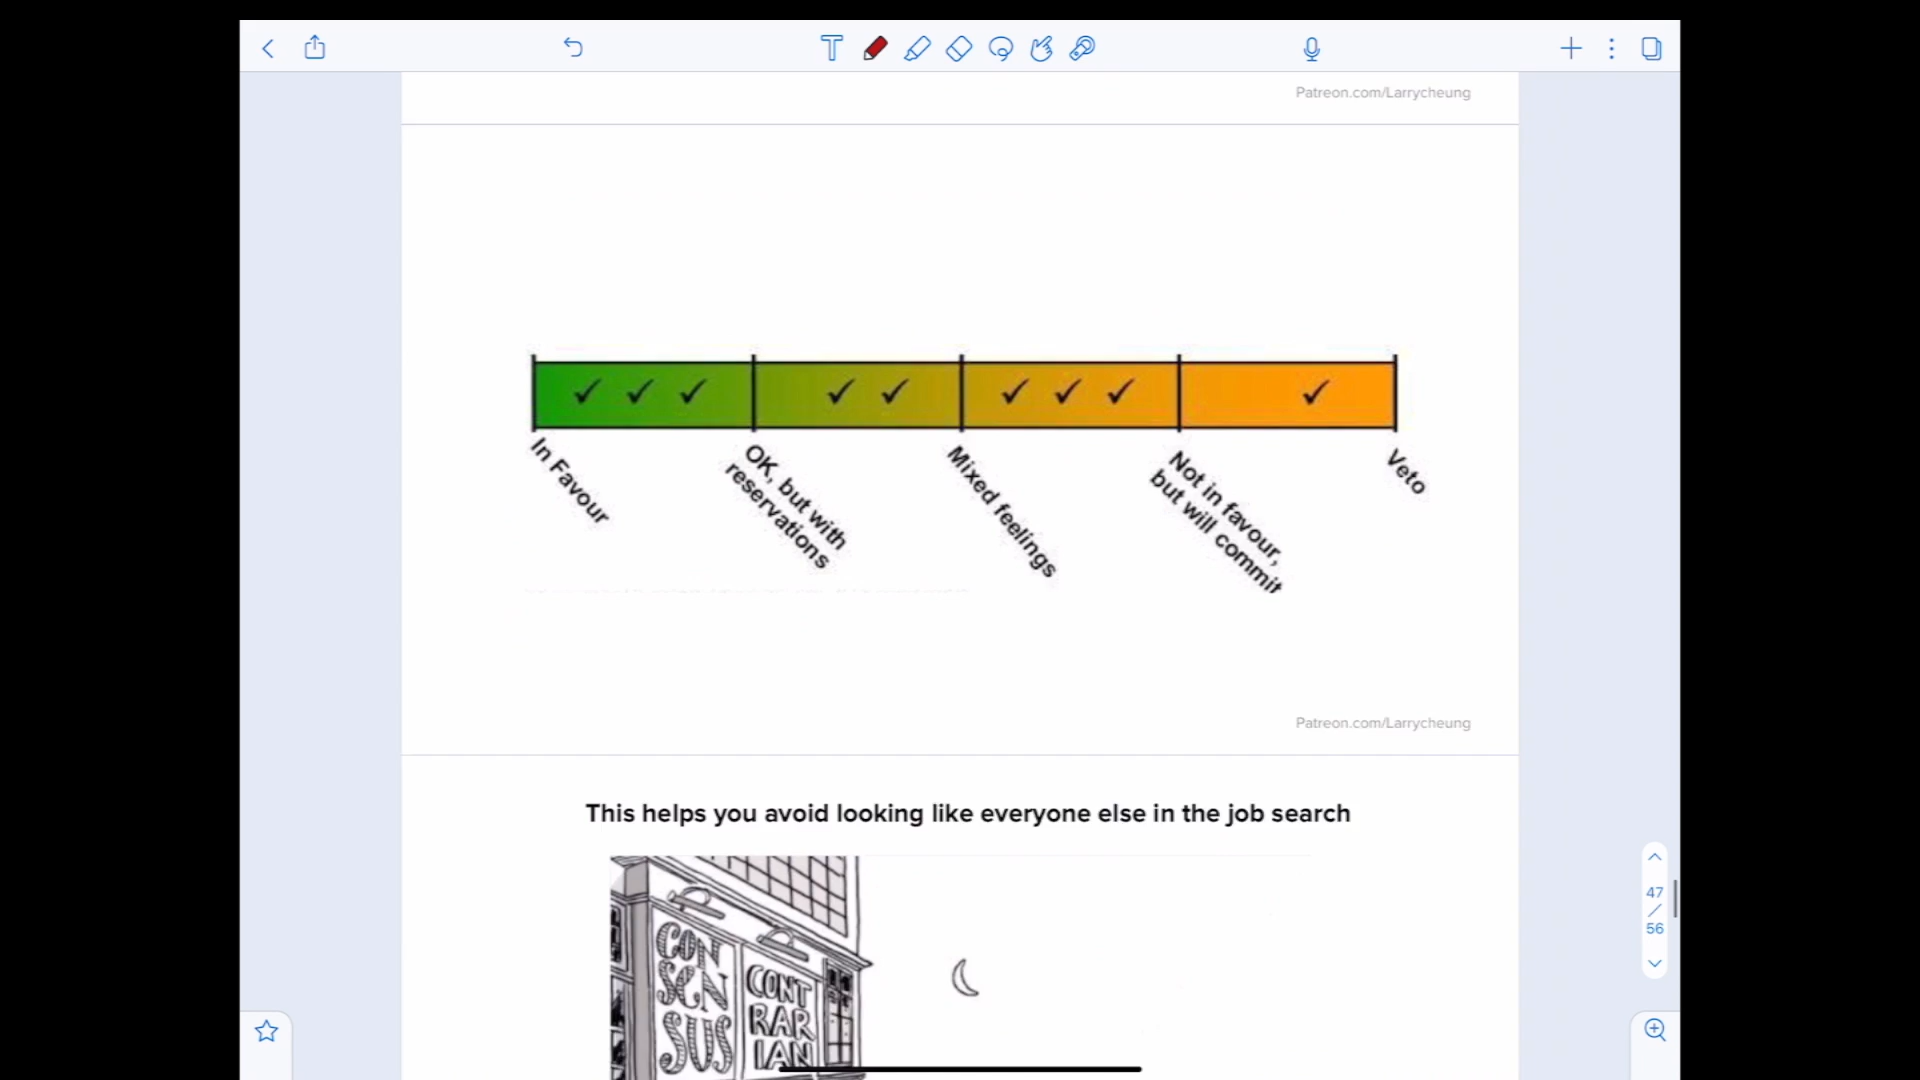 Patreon.com/Larrycheung
In Favour
OK, but with
reservations
Mixed feelings
Not in favour,
but will commit
Veto
Patreon.com/Larrycheung
This helps you avoid looking like everyone else in the job search
CON
SEN
SUS
CONT
RAR
IAN
47
/
56